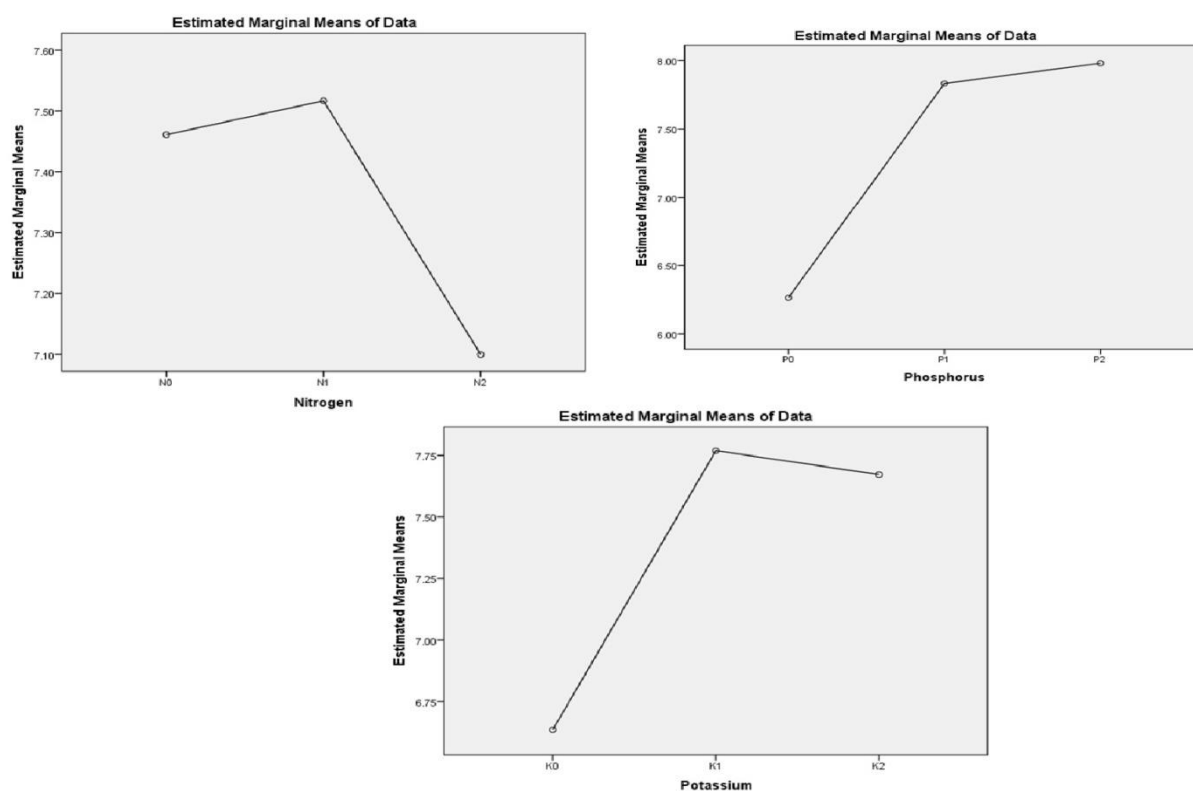 Estimated Marginal Means of Data
7.60
7.50
7.40
7.30
7.20
7.10
Estimated Marginal Means
N0
N1
N2
Nitrogen
Estimated Marginal Means of Data
8.00
7.50
7.00
6.50
6.00
Estimated Marginal Means
P0
P1
P2
Phosphorus
Estimated Marginal Means of Data
7.75
7.50
7.25
7.00
6.75
Estimated Marginal Means
K0
K1
K2
Potassium